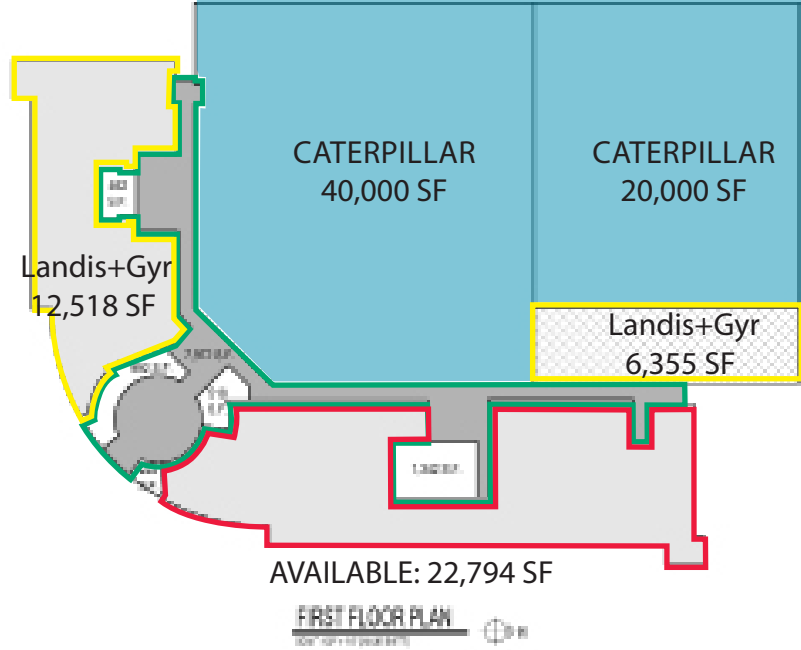 CATERPILLAR
40,000 SF
CATERPILLAR
20,000 SF
Landis+Gyr
12,518 SF
Landis+Gyr
6,355 SF
AVAILABLE: 22,794 SF
FIRST FLOOR PLAN